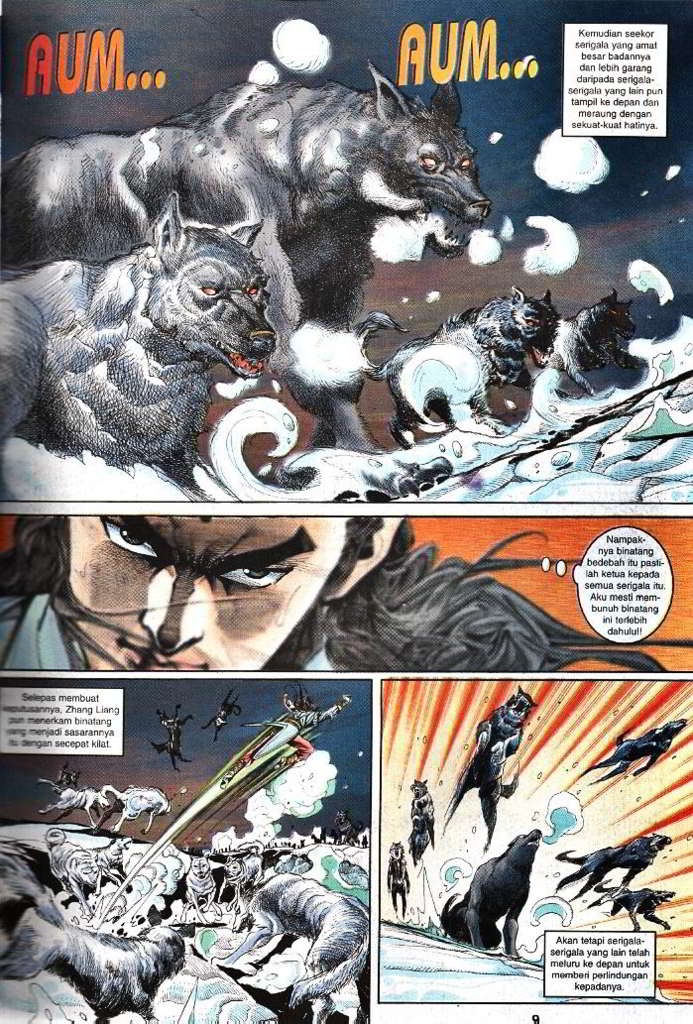 AUM...
AUM...
Kemudian seekor
serigala yang amat
besar badannya
dan lebih garang
daripada serigala-
serigala yang lain pun
tampil ke depan dan
meraung dengan
sekuat-kuat hatinya.
Nampak-
nya binatang
bedebah itu pasti-
lah ketua kepada
semua serigala itu.
Aku mesti mem-
bunuh binatang
ini terlebih
dahulu!!
Selepas membuat
keputusannya, Zhang Liang
pun menerkam binatang
yang menjadi sasarannya
itu dengan secepat kilat.
Akan tetapi serigala-
serigala yang lain telah
meluru ke depan untuk
memberi perlindungan
kepadanya.
9